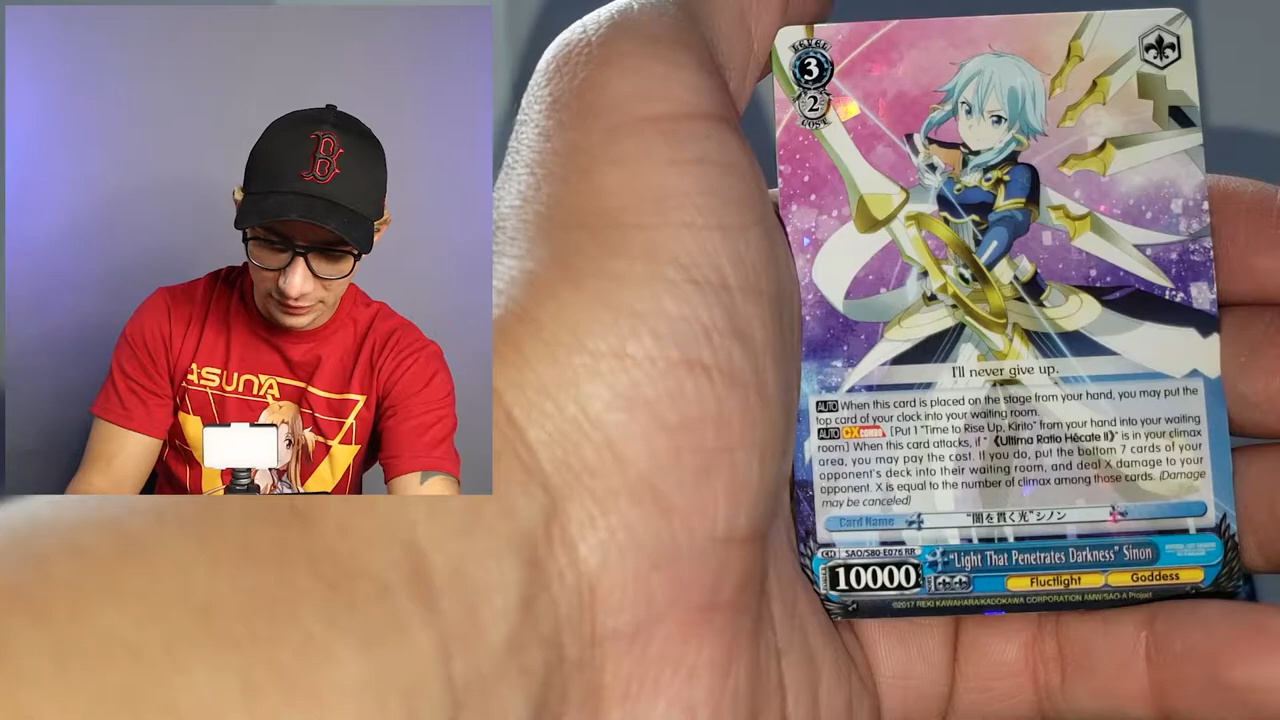 B
ASUNA
LEVEL
3
2
COST
I'll never give up.
AUTO When this card is placed on the stage from your hand, you may put the
top card of your clock into your waiting room.
AUTO CX COMBO [Put 1 "Time to Rise Up, Kirito" from your hand into your waiting
room] When this card attacks, if "《Ultima Ratio Hécate II》" is in your climax
area, you may pay the cost. If you do, put the bottom 7 cards of your
opponent's deck into their waiting room, and deal X damage to your
opponent. X is equal to the number of climax among those cards. (Damage
may be canceled)
Card Name "闇を貫く光"シノン
CH SAO/S80-E076 RR
"Light That Penetrates Darkness" Sinon
10000
Fluctlight Goddess
©2017 REKI KAWAHARA/KADOKAWA CORPORATION AMW/SAO-A Project